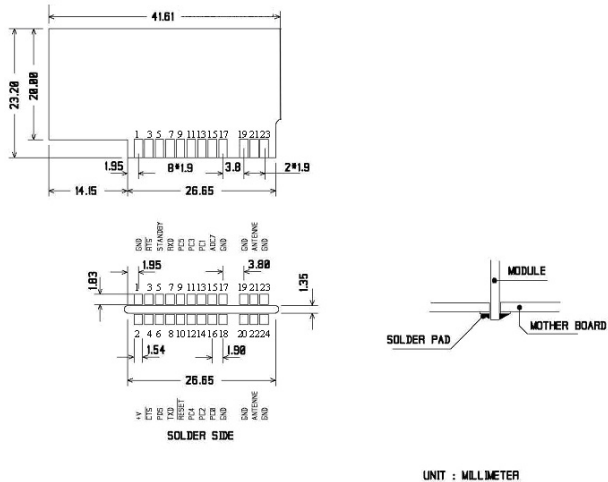 41.61
23.20
20.00
1 3 5 7 9 11 13 15 17 19 21 23
1.95
8*1.9
3.8
2*1.9
14.15
26.65
GND RTS STANDBY RXD PC5 PC3 PC1 ADC7 GND GND ANTENNE GND
1.95
3.80
1.83
1.35
1 3 5 7 9 11 13 15 17 19 21 23
2 4 6 8 10 12 14 16 18 20 22 24
1.54
1.90
26.65
+V CTS PDS TXD RESET PC4 PC2 PC0 GND GND ANTENNE GND
SOLDER SIDE
MODULE
SOLDER PAD
MOTHER BOARD
UNIT : MILLIMETER